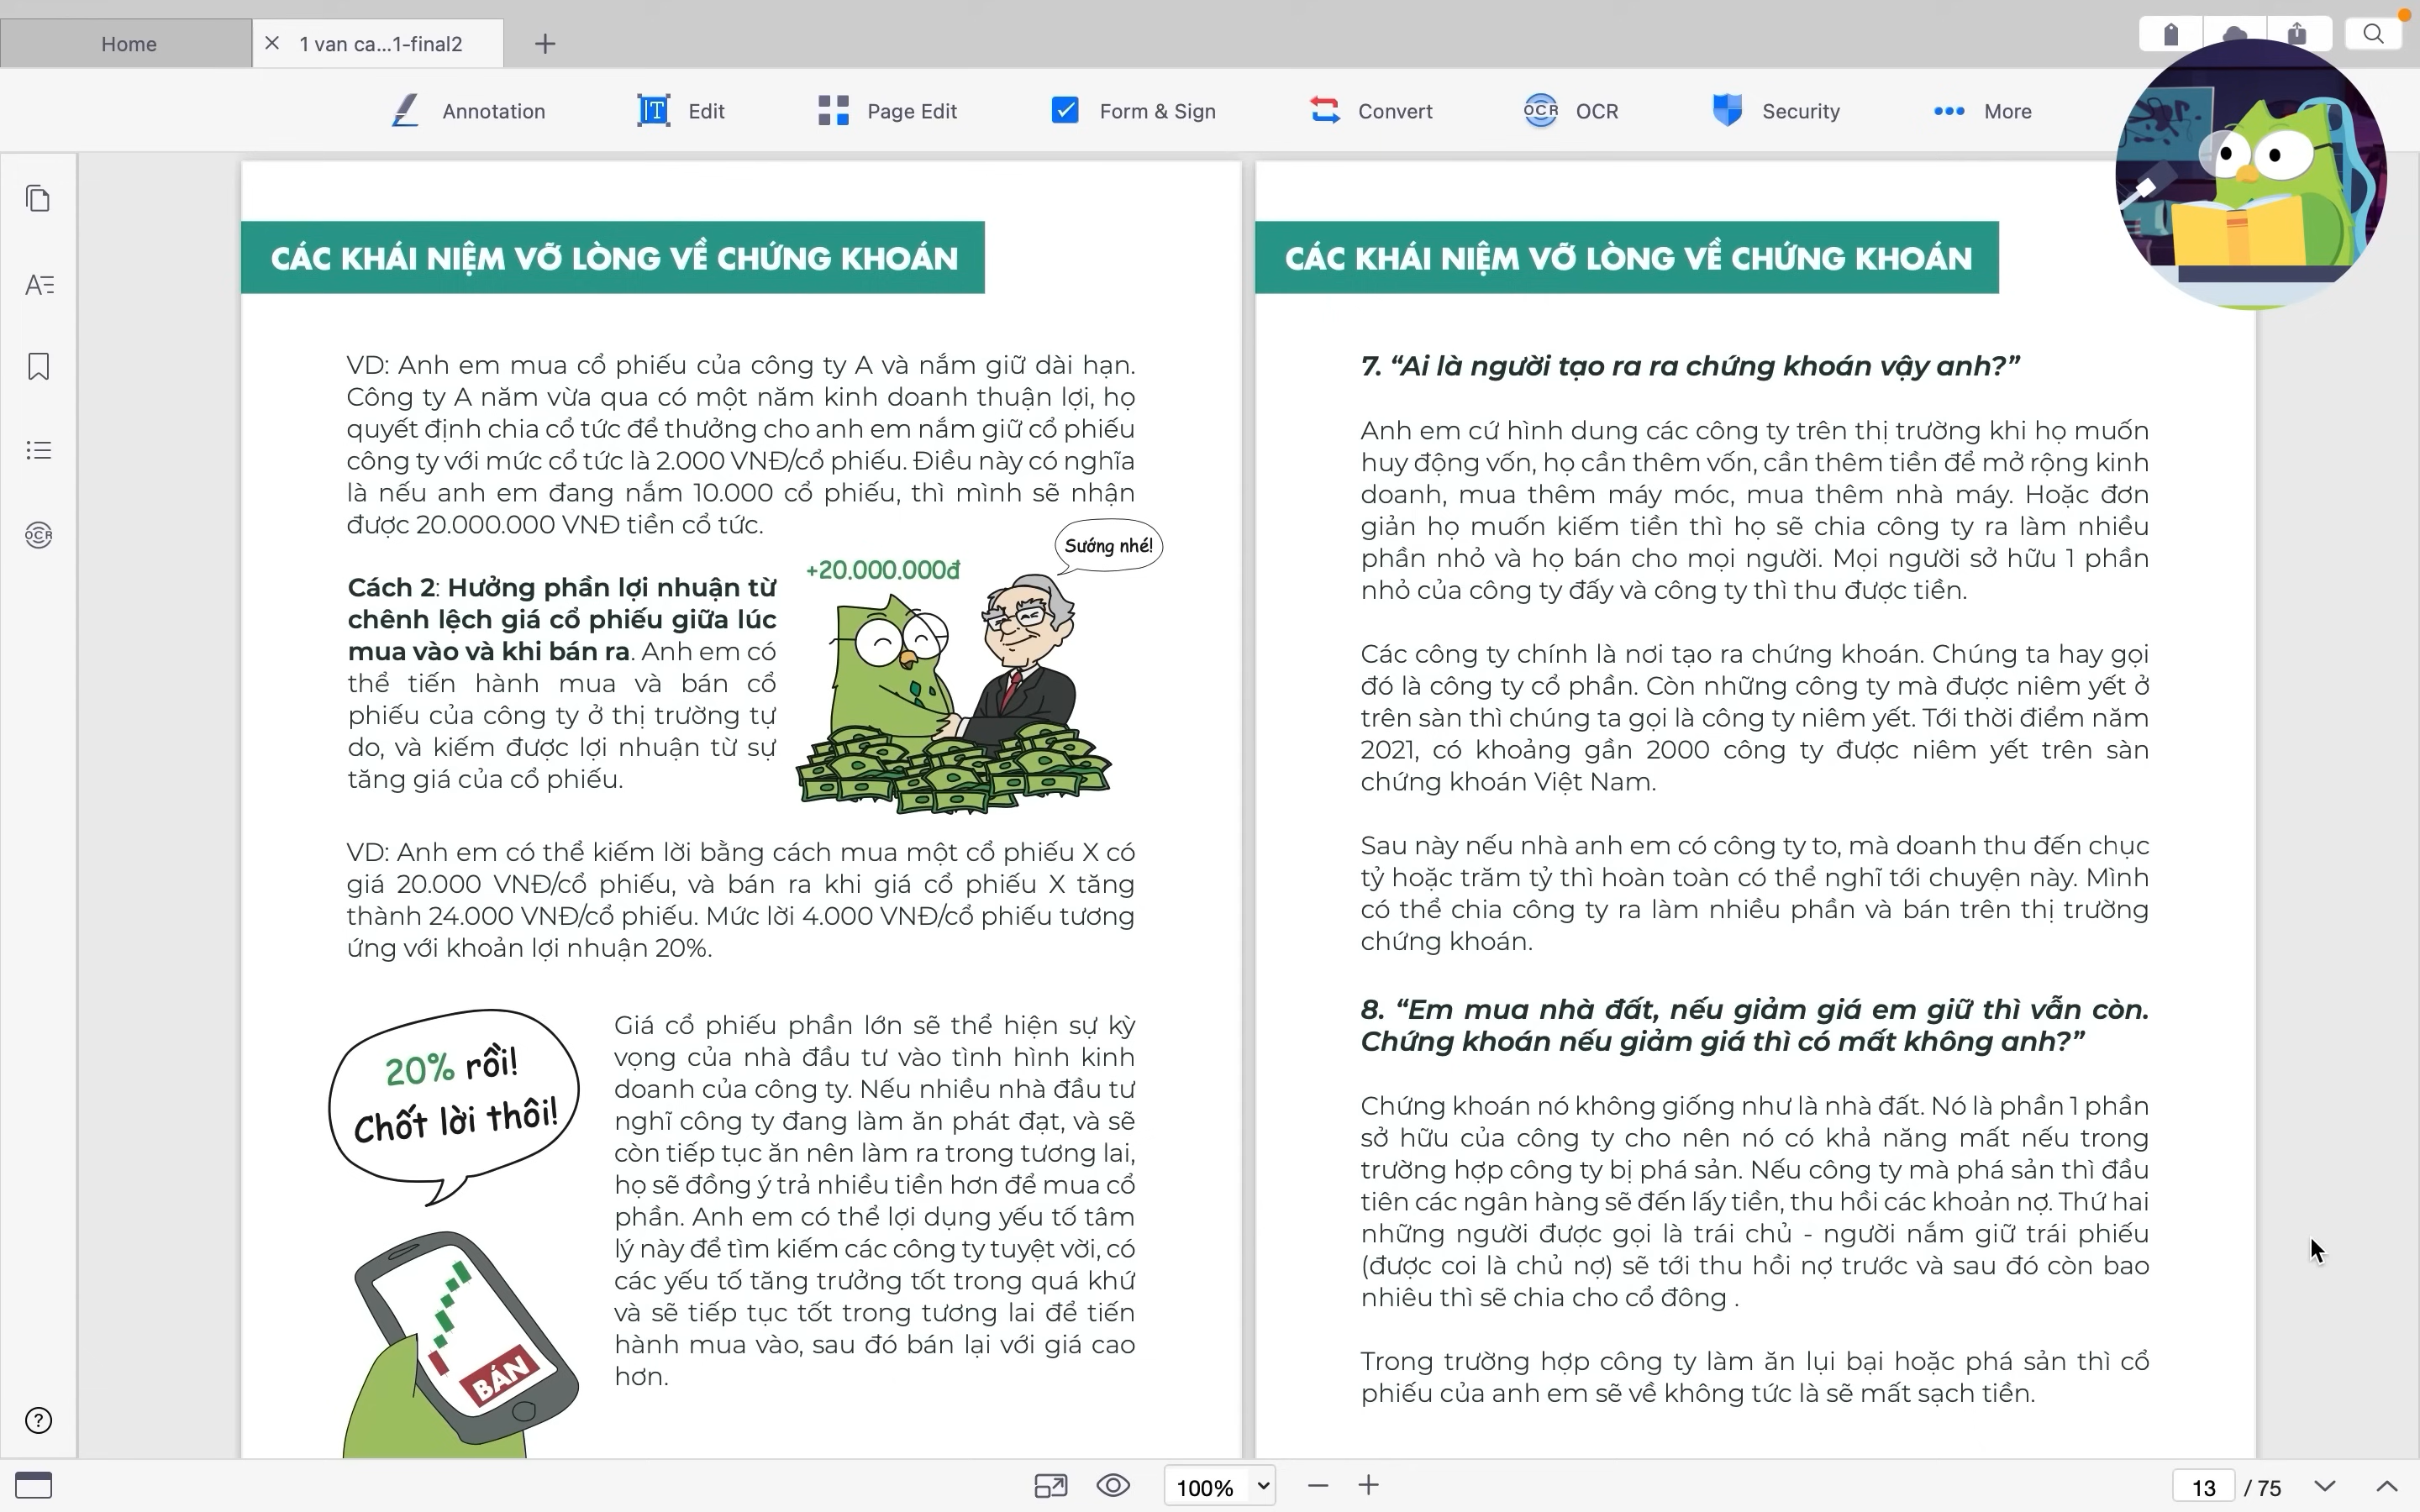 Home
1 van ca...1-final2
Annotation
Edit
Page Edit
Form & Sign
Convert
OCR
OCR
Security
More
CÁC KHÁI NIỆM VỠ LÒNG VỀ CHỨNG KHOÁN
VD: Anh em mua cổ phiếu của công ty A và nắm giữ dài hạn.
Công ty A năm vừa qua có một năm kinh doanh thuận lợi, họ
quyết định chia cổ tức để thưởng cho anh em nắm giữ cổ phiếu
công ty với mức cổ tức là 2.000 VNĐ/cổ phiếu. Điều này có nghĩa
là nếu anh em đang nắm 10.000 cổ phiếu, thì mình sẽ nhận
được 20.000.000 VNĐ tiền cổ tức.
Sướng nhé!
+20.000.000đ
Cách 2: Hưởng phần lợi nhuận từ
chênh lệch giá cổ phiếu giữa lúc
mua vào và khi bán ra. Anh em có
thể tiến hành mua và bán cổ
phiếu của công ty ở thị trường tự
do, và kiếm được lợi nhuận từ sự
tăng giá của cổ phiếu.
VD: Anh em có thể kiếm lời bằng cách mua một cổ phiếu X có
giá 20.000 VNĐ/cổ phiếu, và bán ra khi giá cổ phiếu X tăng
thành 24.000 VNĐ/cổ phiếu. Mức lời 4.000 VNĐ/cổ phiếu tương
ứng với khoản lợi nhuận 20%.
20% rồi!
Chốt lời thôi!
BÁN
Giá cổ phiếu phần lớn sẽ thể hiện sự kỳ
vọng của nhà đầu tư vào tình hình kinh
doanh của công ty. Nếu nhiều nhà đầu tư
nghĩ công ty đang làm ăn phát đạt, và sẽ
còn tiếp tục ăn nên làm ra trong tương lai,
họ sẽ đồng ý trả nhiều tiền hơn để mua cổ
phần. Anh em có thể lợi dụng yếu tố tâm
lý này để tìm kiếm các công ty tuyệt vời, có
các yếu tố tăng trưởng tốt trong quá khứ
và sẽ tiếp tục tốt trong tương lai để tiến
hành mua vào, sau đó bán lại với giá cao
hơn.
CÁC KHÁI NIỆM VỠ LÒNG VỀ CHỨNG KHOÁN
7. “Ai là người tạo ra ra chứng khoán vậy anh?”
Anh em cứ hình dung các công ty trên thị trường khi họ muốn
huy động vốn, họ cần thêm vốn, cần thêm tiền để mở rộng kinh
doanh, mua thêm máy móc, mua thêm nhà máy. Hoặc đơn
giản họ muốn kiếm tiền thì họ sẽ chia công ty ra làm nhiều
phần nhỏ và họ bán cho mọi người. Mọi người sở hữu 1 phần
nhỏ của công ty đấy và công ty thì thu được tiền.
Các công ty chính là nơi tạo ra chứng khoán. Chúng ta hay gọi
đó là công ty cổ phần. Còn những công ty mà được niêm yết ở
trên sàn thì chúng ta gọi là công ty niêm yết. Tới thời điểm năm
2021, có khoảng gần 2000 công ty được niêm yết trên sàn
chứng khoán Việt Nam.
Sau này nếu nhà anh em có công ty to, mà doanh thu đến chục
tỷ hoặc trăm tỷ thì hoàn toàn có thể nghĩ tới chuyện này. Mình
có thể chia công ty ra làm nhiều phần và bán trên thị trường
chứng khoán.
8. “Em mua nhà đất, nếu giảm giá em giữ thì vẫn còn.
Chứng khoán nếu giảm giá thì có mất không anh?”
Chứng khoán nó không giống như là nhà đất. Nó là phần 1 phần
sở hữu của công ty cho nên nó có khả năng mất nếu trong
trường hợp công ty bị phá sản. Nếu công ty mà phá sản thì đầu
tiên các ngân hàng sẽ đến lấy tiền, thu hồi các khoản nợ. Thứ hai
những người được gọi là trái chủ - người nắm giữ trái phiếu
(được coi là chủ nợ) sẽ tới thu hồi nợ trước và sau đó còn bao
nhiêu thì sẽ chia cho cổ đông .
Trong trường hợp công ty làm ăn lụi bại hoặc phá sản thì cổ
phiếu của anh em sẽ về không tức là sẽ mất sạch tiền.
OCR
100%
13 / 75